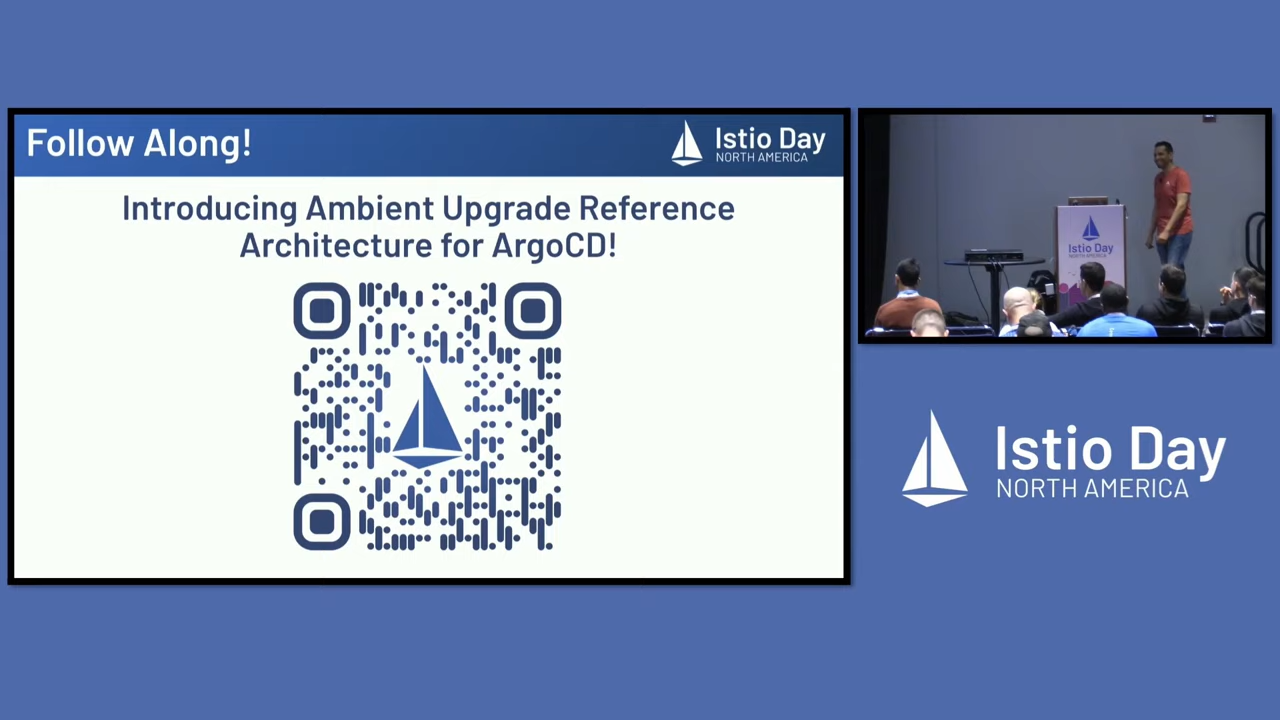 Follow Along!
Istio Day
NORTH AMERICA
Introducing Ambient Upgrade Reference
Architecture for ArgoCD!
Istio Day
NORTH AMERICA
Istio Day
NORTH AMERICA